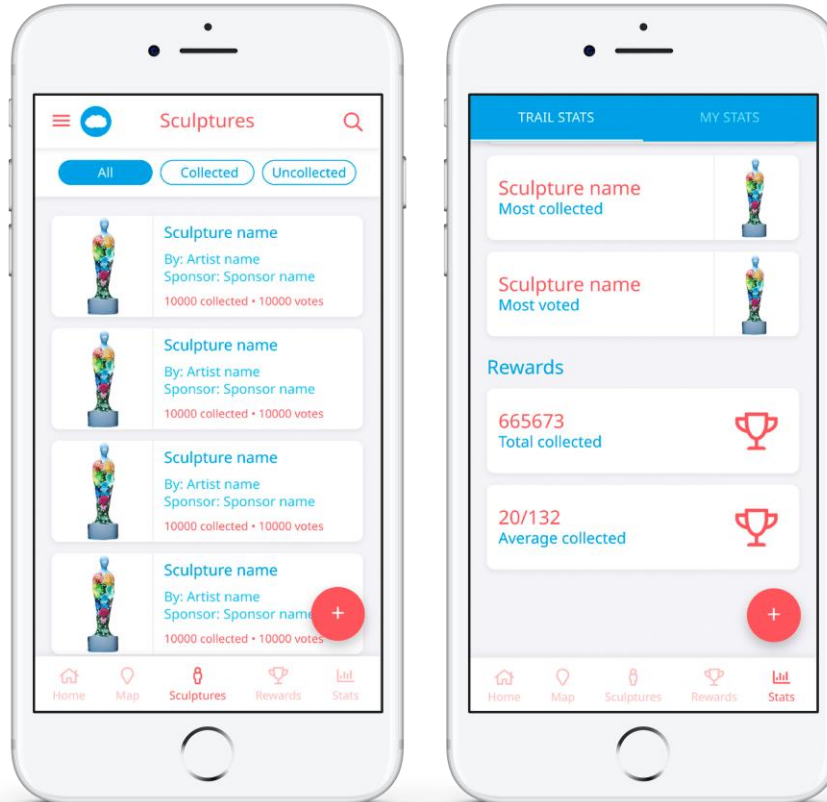 Sculptures
All
Collected
Uncollected
Sculpture name
By: Artist name
Sponsor: Sponsor name
10000 collected • 10000 votes
Sculpture name
By: Artist name
Sponsor: Sponsor name
10000 collected • 10000 votes
Sculpture name
By: Artist name
Sponsor: Sponsor name
10000 collected • 10000 votes
Sculpture name
By: Artist name
Sponsor: Sponsor name
10000 collected • 10000 votes
+
Home
Map
Sculptures
Rewards
Stats
TRAIL STATS
MY STATS
Sculpture name
Most collected
Sculpture name
Most voted
Rewards
665673
Total collected
20/132
Average collected
+
Home
Map
Sculptures
Rewards
Stats